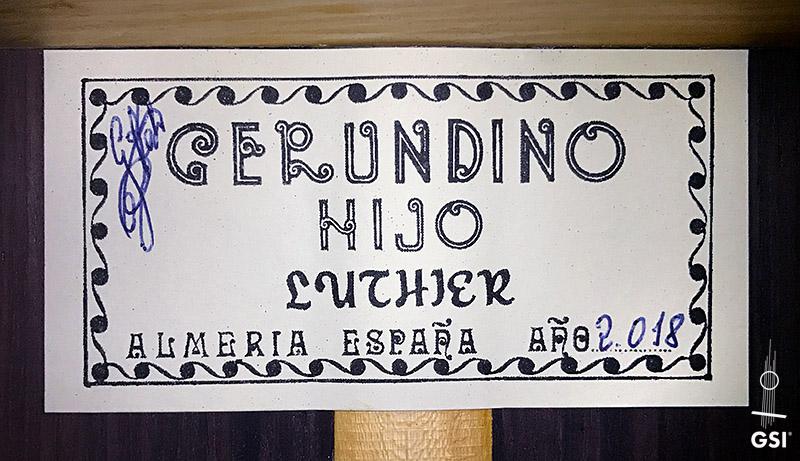 GERUNDINO
HIJO
LUTHIER
ALMERIA ESPAÑA AÑO 2.018
GSI®